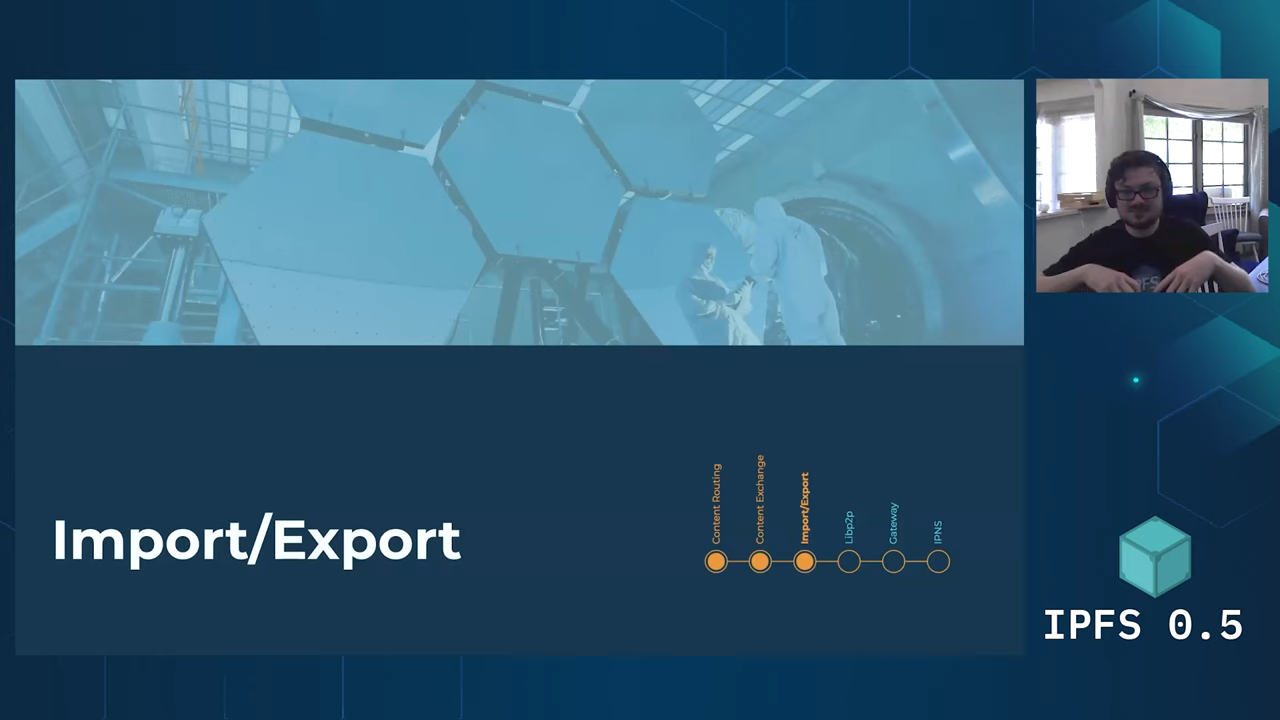 Import/Export
Content Routing
Content Exchange
Import/Export
Libp2p
Gateway
IPNS
IPFS 0.5